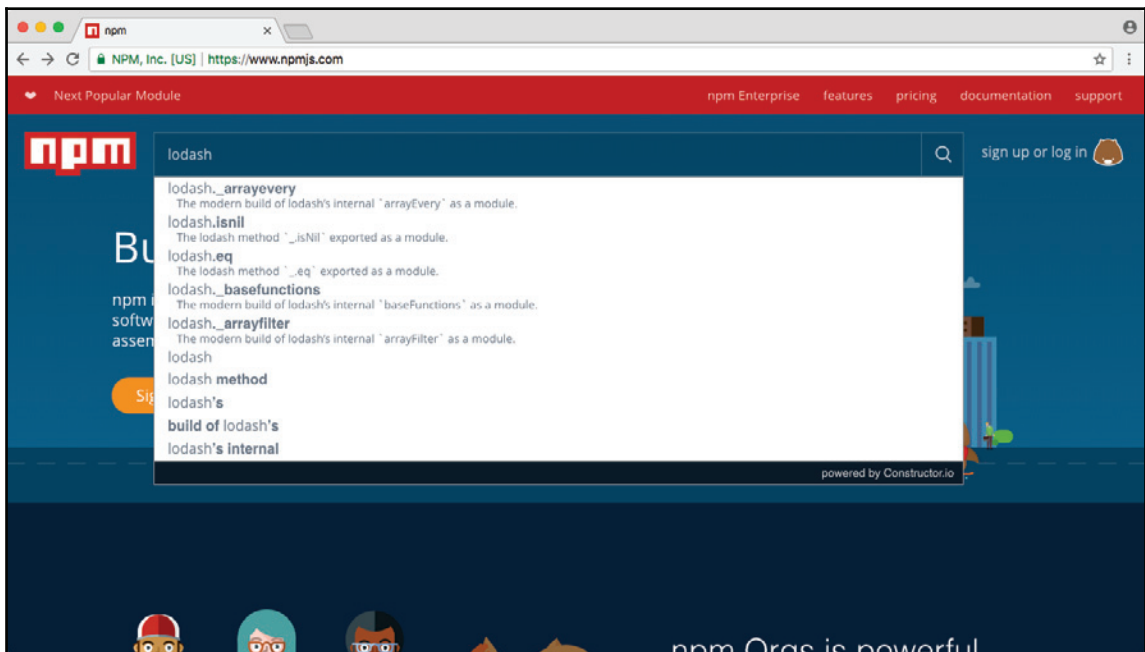 npm
NPM, Inc. [US] | https://www.npmjs.com
❤ Next Popular Module npm Enterprise features pricing documentation support
npm lodash sign up or log in
lodash._arrayevery
The modern build of lodash's internal `arrayEvery` as a module.
lodash.isnil
The lodash method `_.isNil` exported as a module.
lodash.eq
The lodash method `_.eq` exported as a module.
lodash._basefunctions
The modern build of lodash's internal `baseFunctions` as a module.
lodash._arrayfilter
The modern build of lodash's internal `arrayFilter` as a module.
lodash
lodash method
lodash's
build of lodash's
lodash's internal
powered by Constructor.io
npm Orgs is powerful